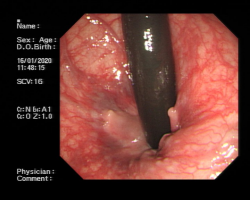 Name:
Sex: Age:
D.O.Birth:
16/01/2020
11:48:15
SCV:16
Physician:
Comment: